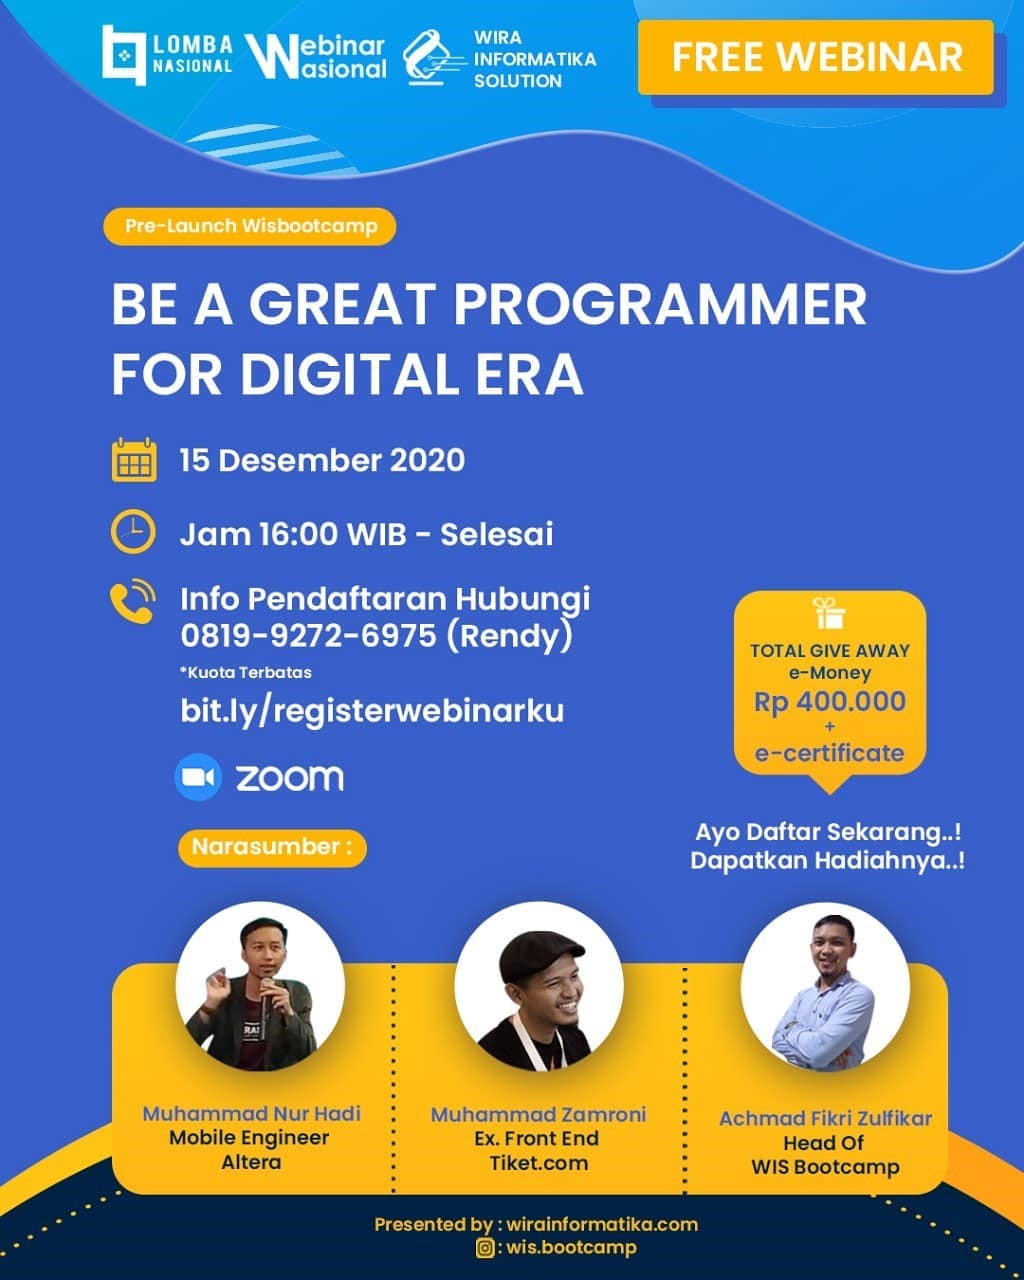 LOMBA
NASIONAL
Webinar
Nasional
WIRA
INFORMATIKA
SOLUTION
FREE WEBINAR
Pre-Launch Wisbootcamp
BE A GREAT PROGRAMMER
FOR DIGITAL ERA
15 Desember 2020
Jam 16:00 WIB - Selesai
Info Pendaftaran Hubungi
0819-9272-6975 (Rendy)
*Kuota Terbatas
bit.ly/registerwebinarku
zoom
TOTAL GIVE AWAY
e-Money
Rp 400.000
+
e-certificate
Ayo Daftar Sekarang..!
Dapatkan Hadiahnya..!
Narasumber :
Muhammad Nur Hadi
Mobile Engineer
Altera
Muhammad Zamroni
Ex. Front End
Tiket.com
Achmad Fikri Zulfikar
Head Of
WIS Bootcamp
Presented by : wirainformatika.com
: wis.bootcamp